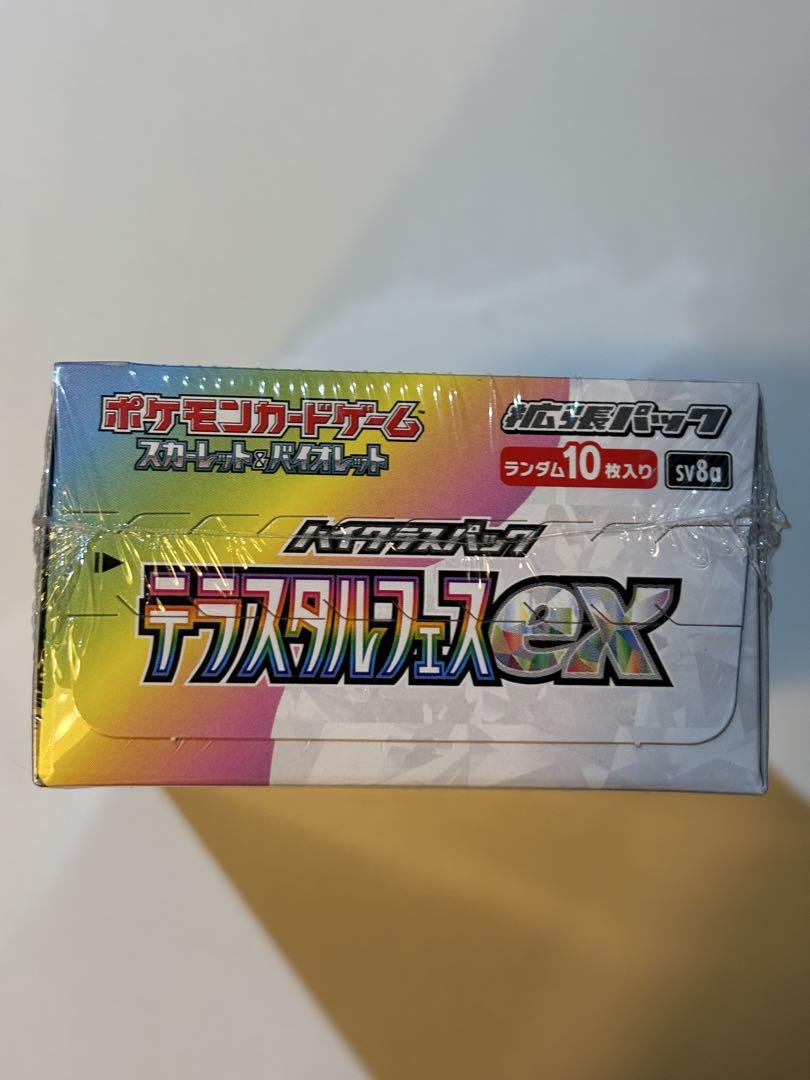 ポケモンカードゲーム™
スカーレット&バイオレット
拡張パック
ランダム10枚入り
SV8a
ハイクラスパック
テラスタル・フェスex